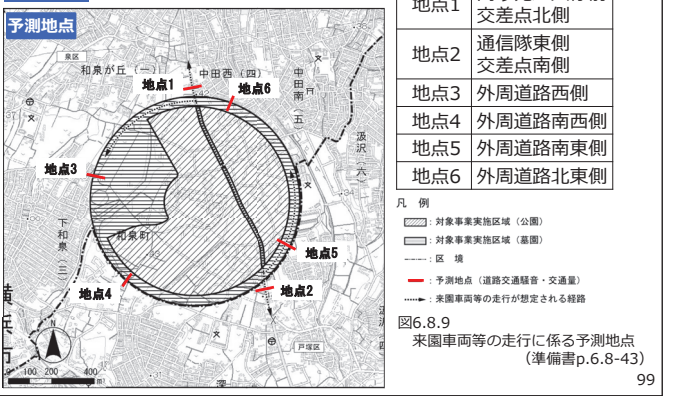 予測地点
地点1
交差点北側
地点2
通信隊東側
交差点南側
地点3 外周道路西側
地点4 外周道路南西側
地点5 外周道路南東側
地点6 外周道路北東側
泉区
和泉が丘(一)
中田西(四)
中田南(五)
汲沢(六)
下和泉(三)
和泉町
戸塚区
横浜市
深
地点1
地点6
地点3
地点5
地点4
地点2
N
0 100 200 400m
凡 例
:対象事業実施区域(公園)
:対象事業実施区域(墓園)
:区 境
:予測地点(道路交通騒音・交通量)
:来園車両等の走行が想定される経路
図6.8.9
来園車両等の走行に係る予測地点
(準備書p.6.8-43)
99